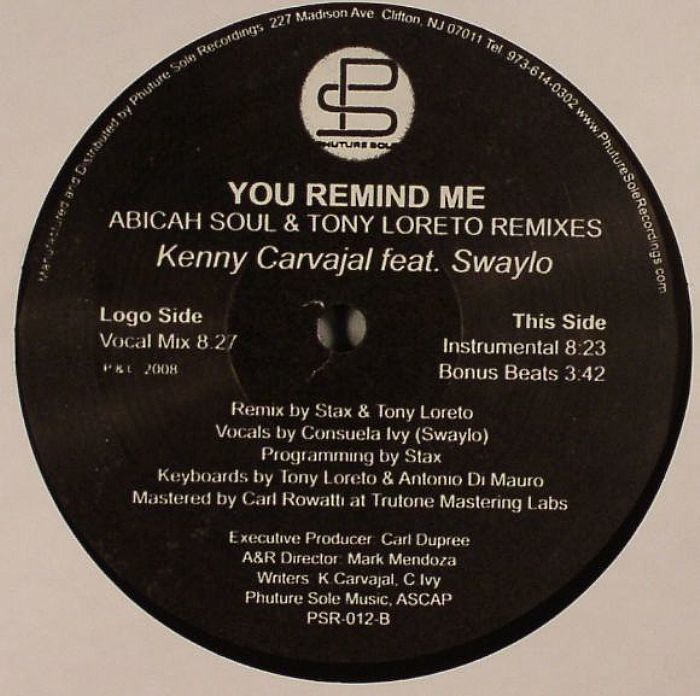 Manufactured and Distributed by Phuture Sole Recordings 227 Madison Ave. Clifton, NJ 07011 Tel. 973-614-0302 www.PhutureSoleRecordings.com
PS
PHUTURE SOLE
YOU REMIND ME
ABICAH SOUL & TONY LORETO REMIXES
Kenny Carvajal feat. Swaylo
Logo Side
Vocal Mix 8:27
P & C 2008
This Side
Instrumental 8:23
Bonus Beats 3:42
Remix by Stax & Tony Loreto
Vocals by Consuela Ivy (Swaylo)
Programming by Stax
Keyboards by Tony Loreto & Antonio Di Mauro
Mastered by Carl Rowatti at Trutone Mastering Labs
Executive Producer: Carl Dupree
A&R Director: Mark Mendoza
Writers: K Carvajal, C Ivy
Phuture Sole Music, ASCAP
PSR-012-B